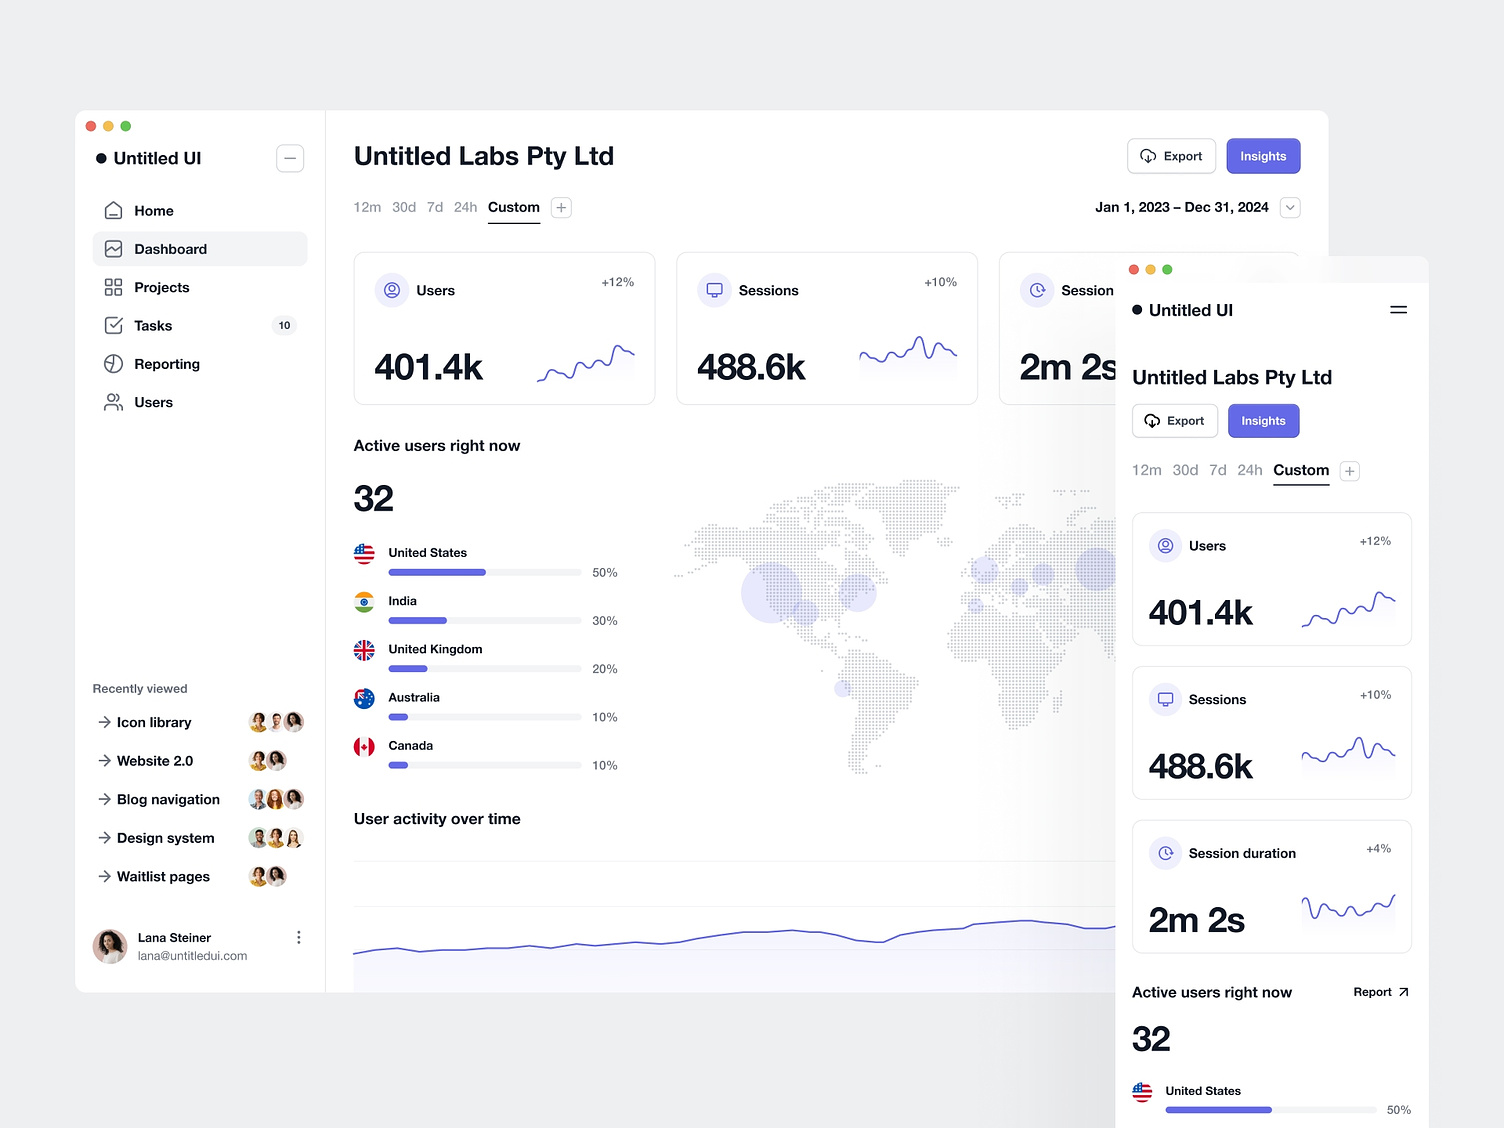 Untitled UI
Home
Dashboard
Projects
Tasks 10
Reporting
Users
Recently viewed
Icon library
Website 2.0
Blog navigation
Design system
Waitlist pages
Lana Steiner
lana@untitledui.com
Untitled Labs Pty Ltd
Export Insights
12m 30d 7d 24h Custom
Jan 1, 2023 – Dec 31, 2024
Users +12%
401.4k
Sessions +10%
488.6k
Session
2m 2s
Active users right now
32
United States
50%
India
30%
United Kingdom
20%
Australia
10%
Canada
10%
User activity over time
Untitled UI
Untitled Labs Pty Ltd
Export Insights
12m 30d 7d 24h Custom
Users +12%
401.4k
Sessions +10%
488.6k
Session duration +4%
2m 2s
Active users right now Report
32
United States
50%